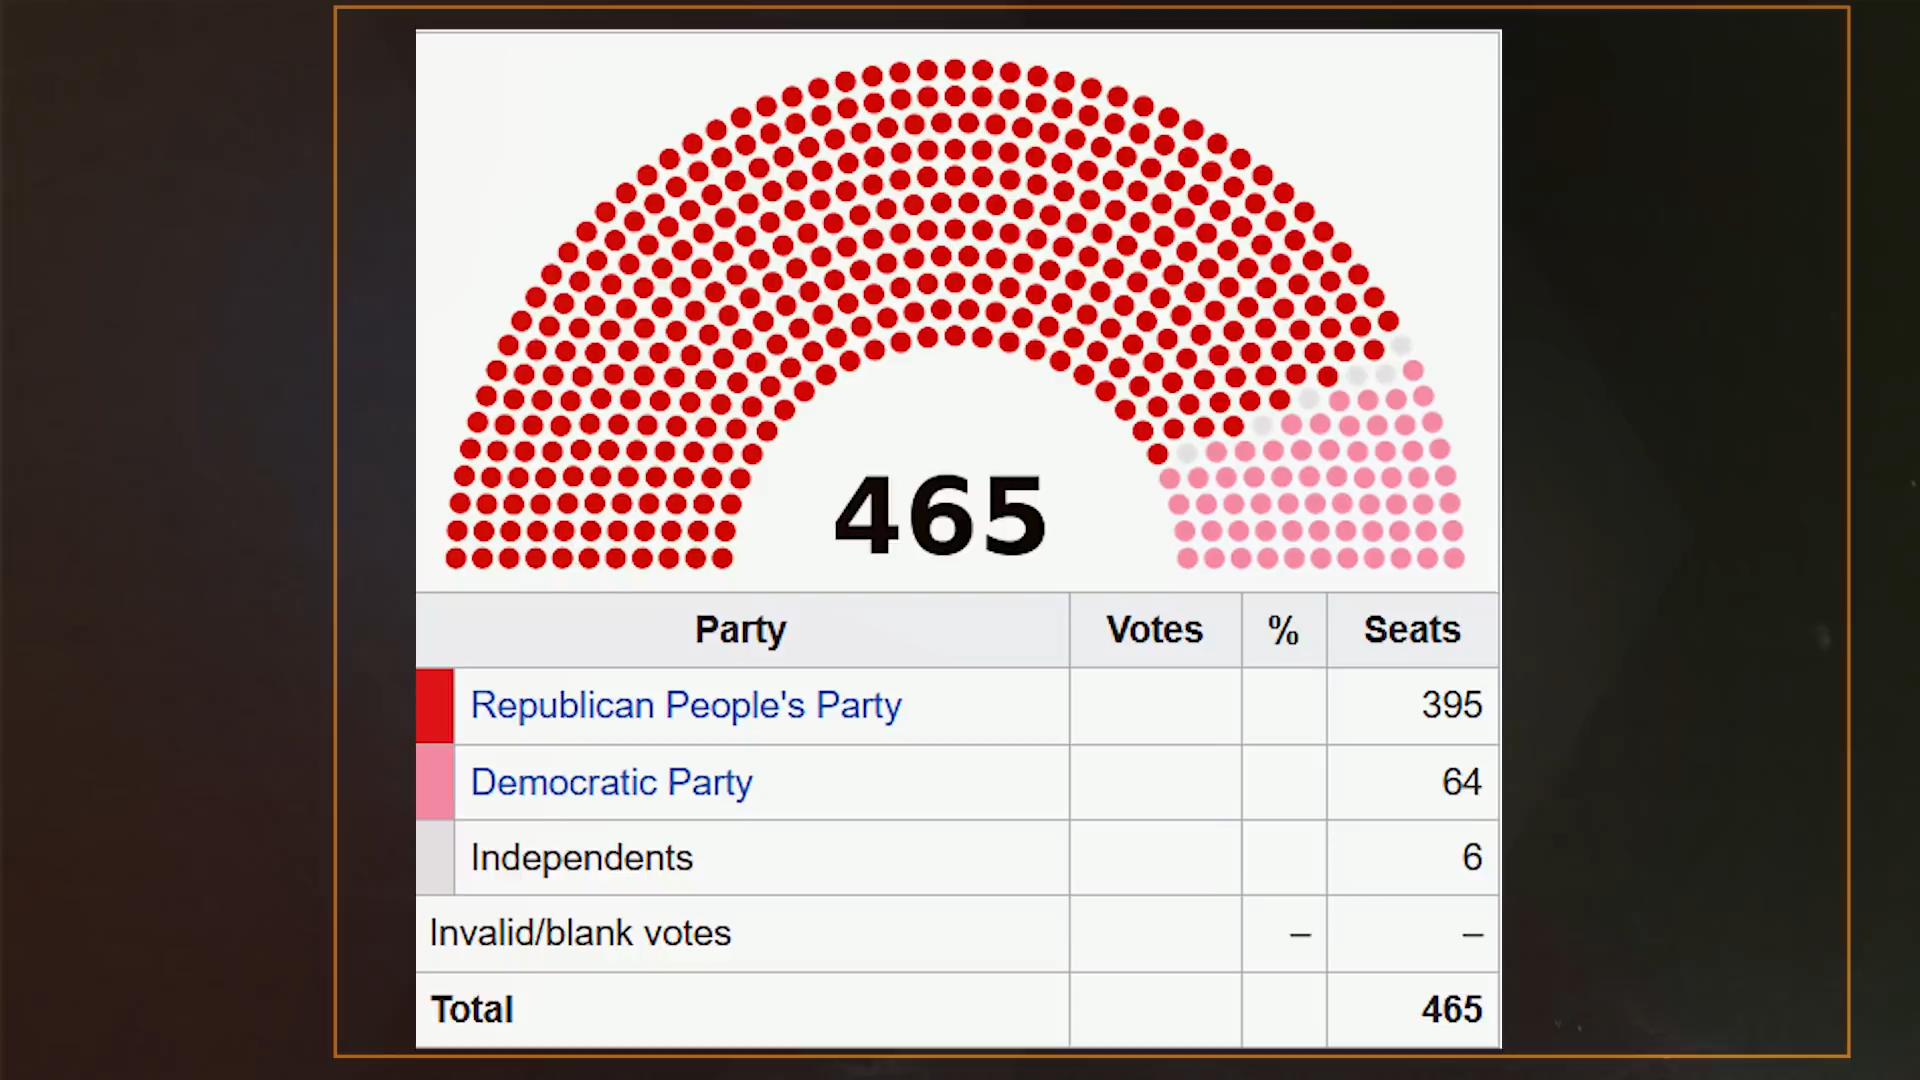 465
Party Votes % Seats
Republican People's Party 395
Democratic Party 64
Independents 6
Invalid/blank votes – –
Total 465